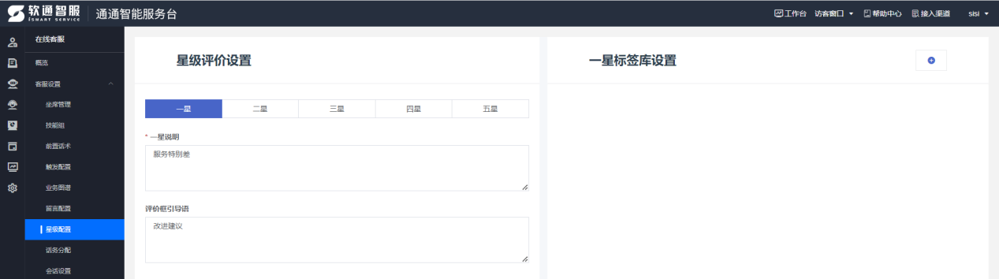 软通智服
iSMART SERVICE
通通智能服务台
工作台 访客窗口 帮助中心 接入渠道 sisi
在线客服
概览
客服设置
坐席管理
技能组
前置话术
触发配置
业务图谱
留言配置
星级配置
话务分配
会话设置
星级评价设置
一星 二星 三星 四星 五星
* 一星说明
服务特别差
评价框引导语
改进建议
一星标签库设置